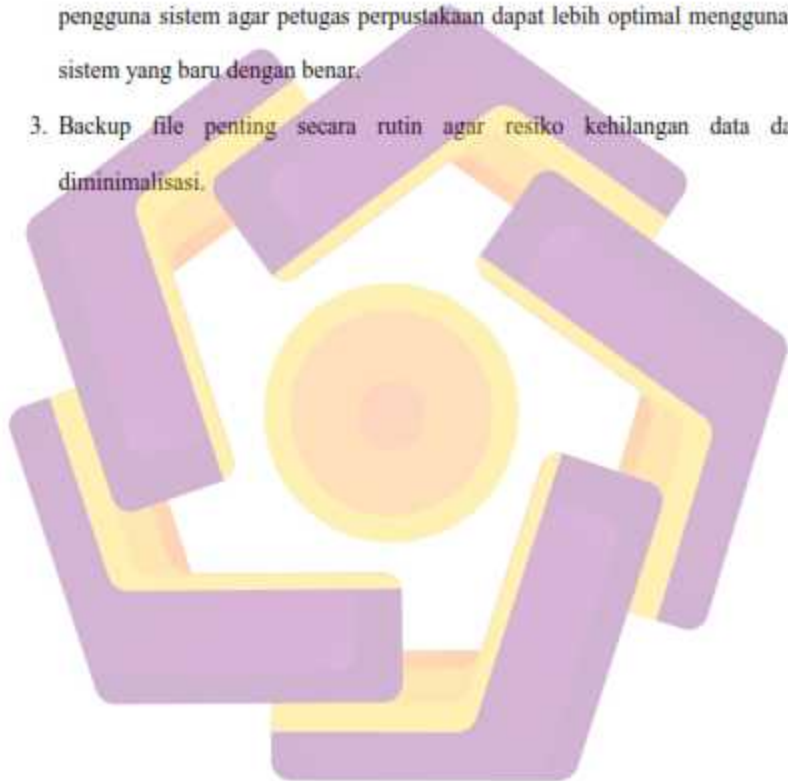 pengguna sistem agar petugas perpustakaan dapat lebih optimal mengguna
sistem yang baru dengan benar.
3. Backup file penting secara rutin agar resiko kehilangan data da
diminimalisasi.